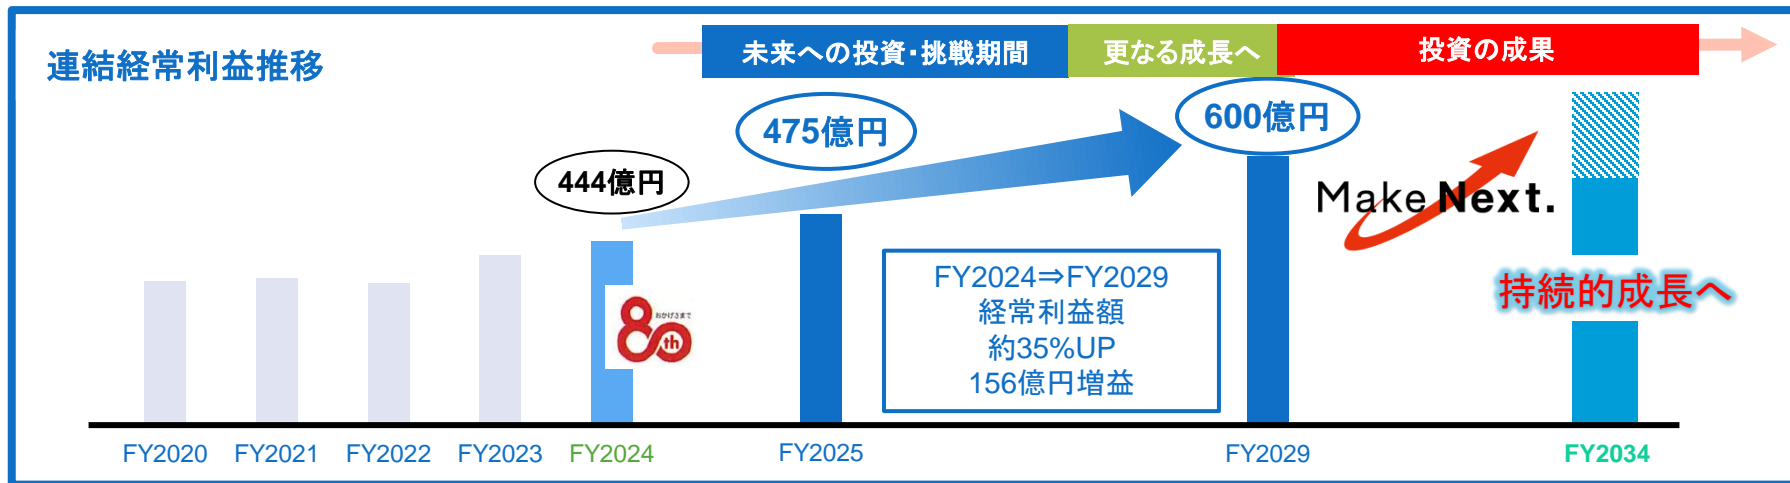 連結経常利益推移
未来への投資・挑戦期間
更なる成長へ
投資の成果
444億円
475億円
600億円
Make Next.
おかげさまで
80th
FY2024⇒FY2029
経常利益額
約35%UP
156億円増益
持続的成長へ
FY2020
FY2021
FY2022
FY2023
FY2024
FY2025
FY2029
FY2034